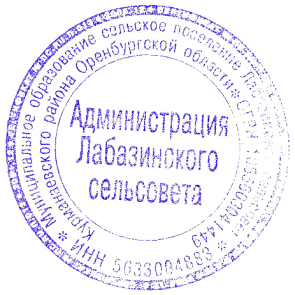 * Муниципальное образование сельское поселение
Курманаевского района Оренбургской области
* ИНН 5633004883 *
Администрация
Лабазинского
сельсовета